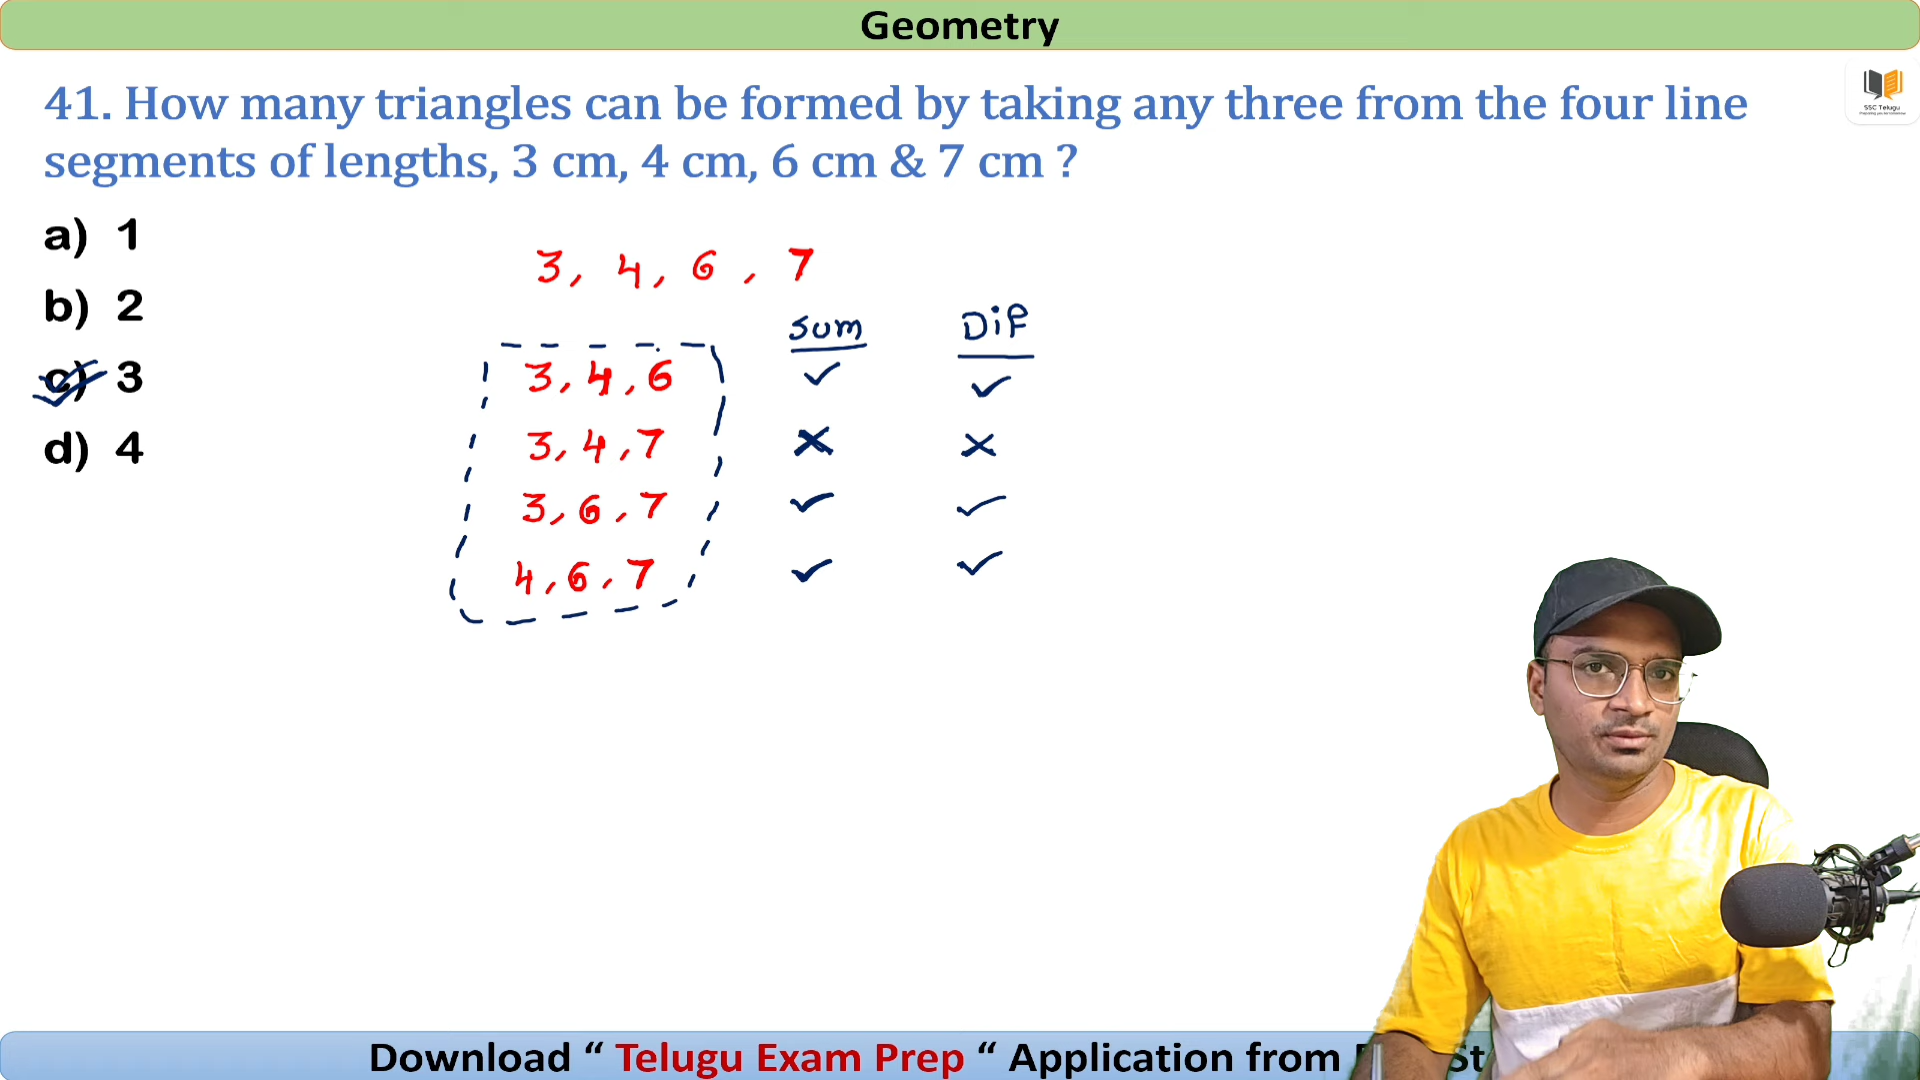 Geometry
41. How many triangles can be formed by taking any three from the four line
segments of lengths, 3 cm, 4 cm, 6 cm & 7 cm ?
SSC Telugu
a) 1
b) 2
c) 3
d) 4
3, 4, 6, 7
Sum Dif
3, 4, 6 ✓ ✓
3, 4, 7 × ×
3, 6, 7 ✓ ✓
4, 6, 7 ✓ ✓
Download “ Telugu Exam Prep “ Application from